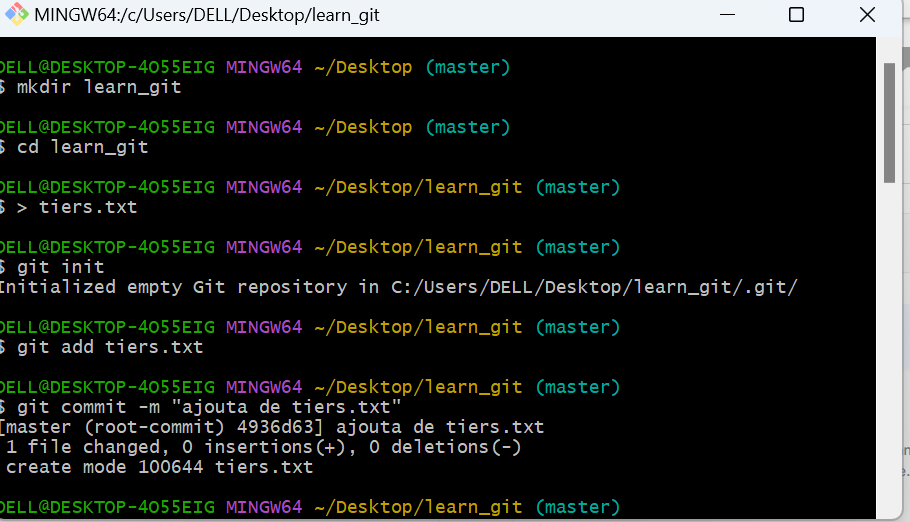 MINGW64:/c/Users/DELL/Desktop/learn_git
DELL@DESKTOP-4O55EIG MINGW64 ~/Desktop (master)
$ mkdir learn_git
DELL@DESKTOP-4O55EIG MINGW64 ~/Desktop (master)
$ cd learn_git
DELL@DESKTOP-4O55EIG MINGW64 ~/Desktop/learn_git (master)
$ > tiers.txt
DELL@DESKTOP-4O55EIG MINGW64 ~/Desktop/learn_git (master)
$ git init
Initialized empty Git repository in C:/Users/DELL/Desktop/learn_git/.git/
DELL@DESKTOP-4O55EIG MINGW64 ~/Desktop/learn_git (master)
$ git add tiers.txt
DELL@DESKTOP-4O55EIG MINGW64 ~/Desktop/learn_git (master)
$ git commit -m "ajouta de tiers.txt"
[master (root-commit) 4936d63] ajouta de tiers.txt
1 file changed, 0 insertions(+), 0 deletions(-)
create mode 100644 tiers.txt
DELL@DESKTOP-4O55EIG MINGW64 ~/Desktop/learn_git (master)